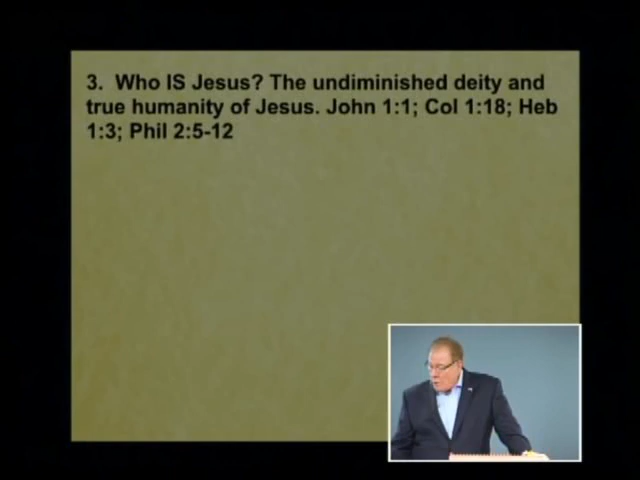 3. Who IS Jesus? The undiminished deity and
true humanity of Jesus. John 1:1; Col 1:18; Heb
1:3; Phil 2:5-12